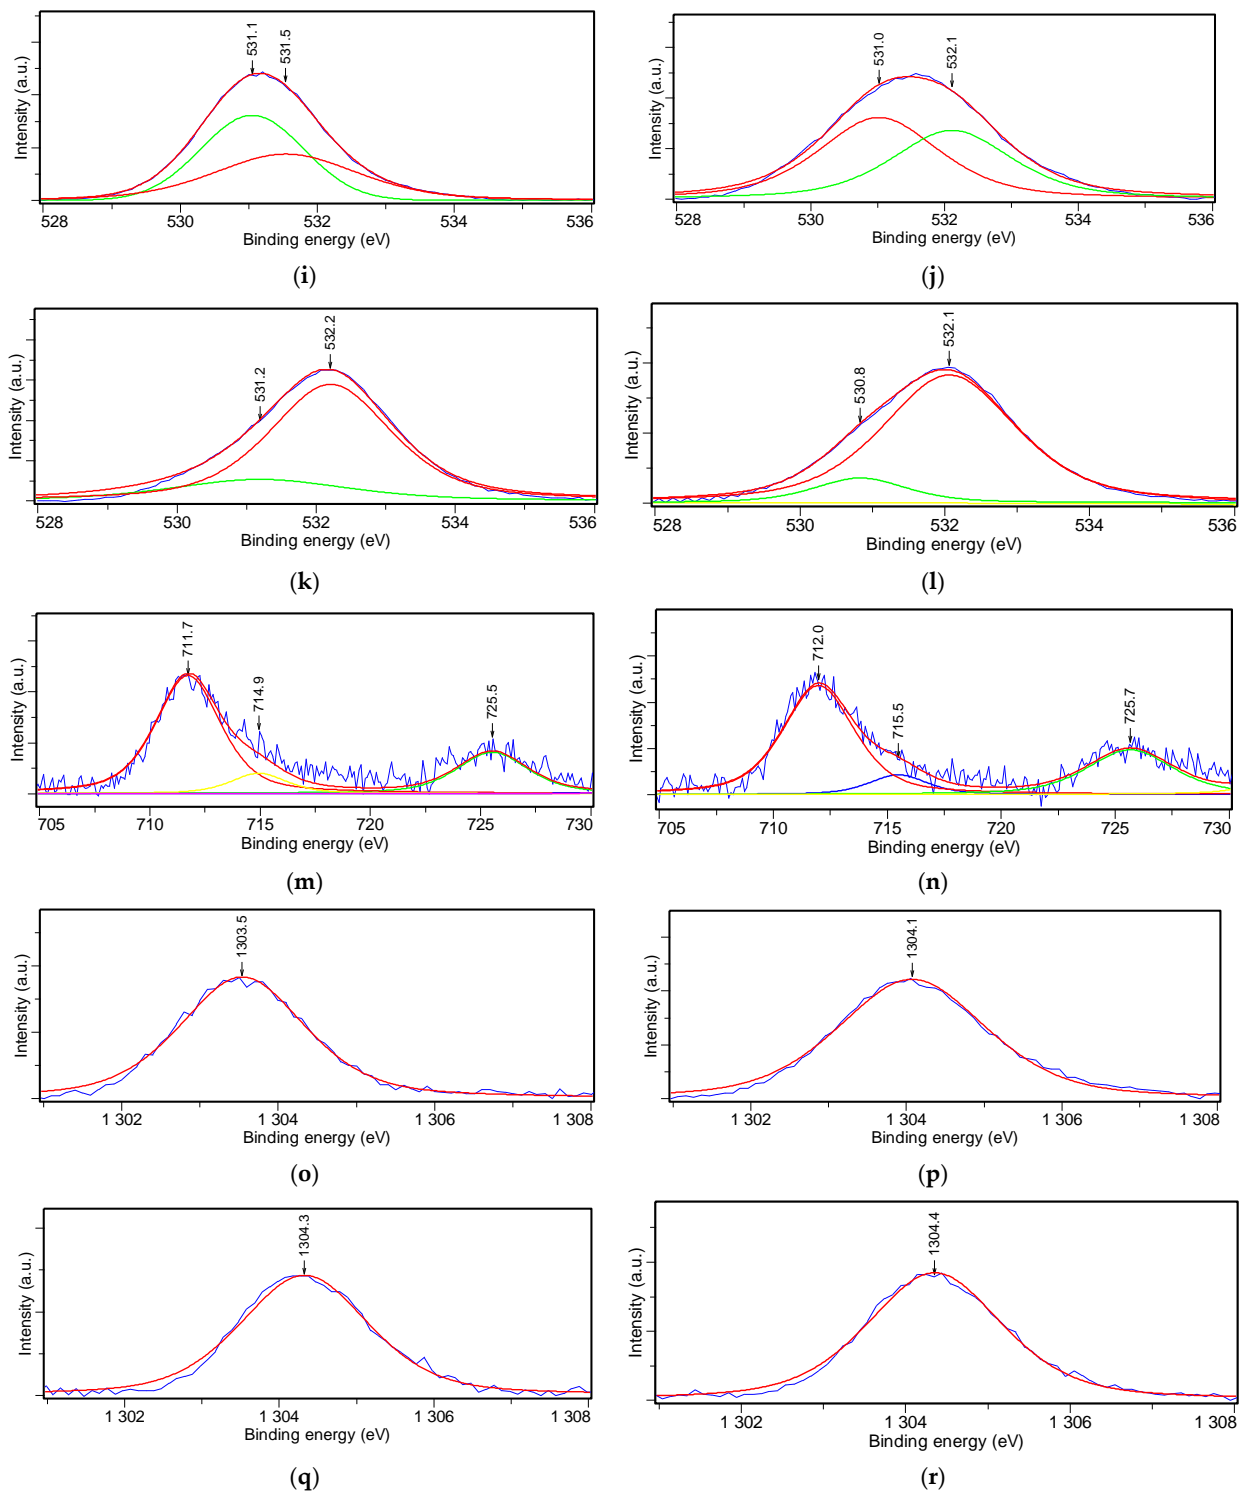 531.1
531.5
Intensity (a.u.)
528 530 532 534 536
Binding energy (eV)
(i)
531.0
532.1
Intensity (a.u.)
528 530 532 534 536
Binding energy (eV)
(j)
531.2
532.2
Intensity (a.u.)
528 530 532 534 536
Binding energy (eV)
(k)
530.8
532.1
Intensity (a.u.)
528 530 532 534 536
Binding energy (eV)
(l)
711.7
714.9
725.5
Intensity (a.u.)
705 710 715 720 725 730
Binding energy (eV)
(m)
712.0
715.5
725.7
Intensity (a.u.)
705 710 715 720 725 730
Binding energy (eV)
(n)
1303.5
Intensity (a.u.)
1 302 1 304 1 306 1 308
Binding energy (eV)
(o)
1304.1
Intensity (a.u.)
1 302 1 304 1 306 1 308
Binding energy (eV)
(p)
1304.3
Intensity (a.u.)
1 302 1 304 1 306 1 308
Binding energy (eV)
(q)
1304.4
Intensity (a.u.)
1 302 1 304 1 306 1 308
Binding energy (eV)
(r)